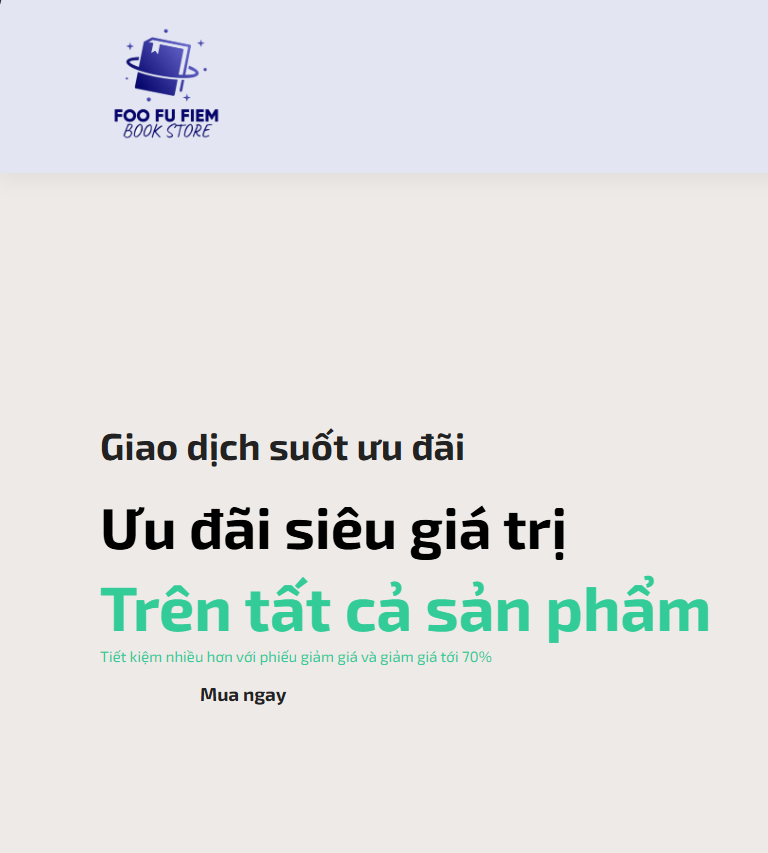 FOO FU FIEM
BOOK STORE
Giao dịch suốt ưu đãi
Ưu đãi siêu giá trị
Trên tất cả sản phẩm
Tiết kiệm nhiều hơn với phiếu giảm giá và giảm giá tới 70%
Mua ngay